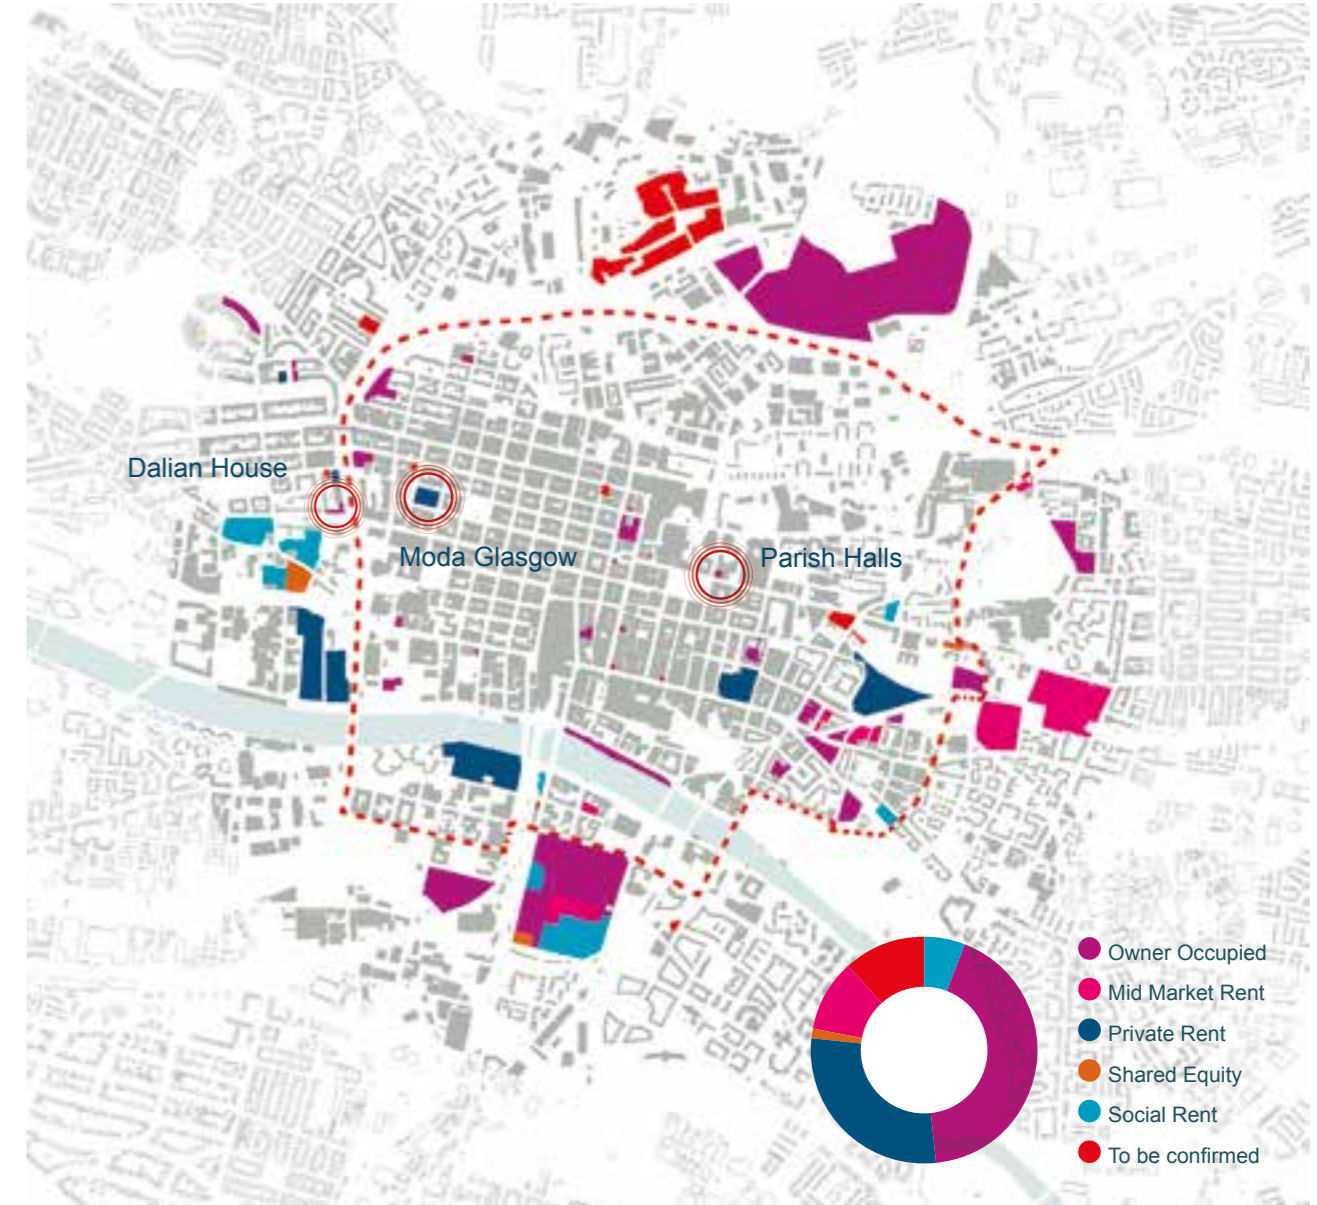 Dalian House
Moda Glasgow
Parish Halls
Owner Occupied
Mid Market Rent
Private Rent
Shared Equity
Social Rent
To be confirmed